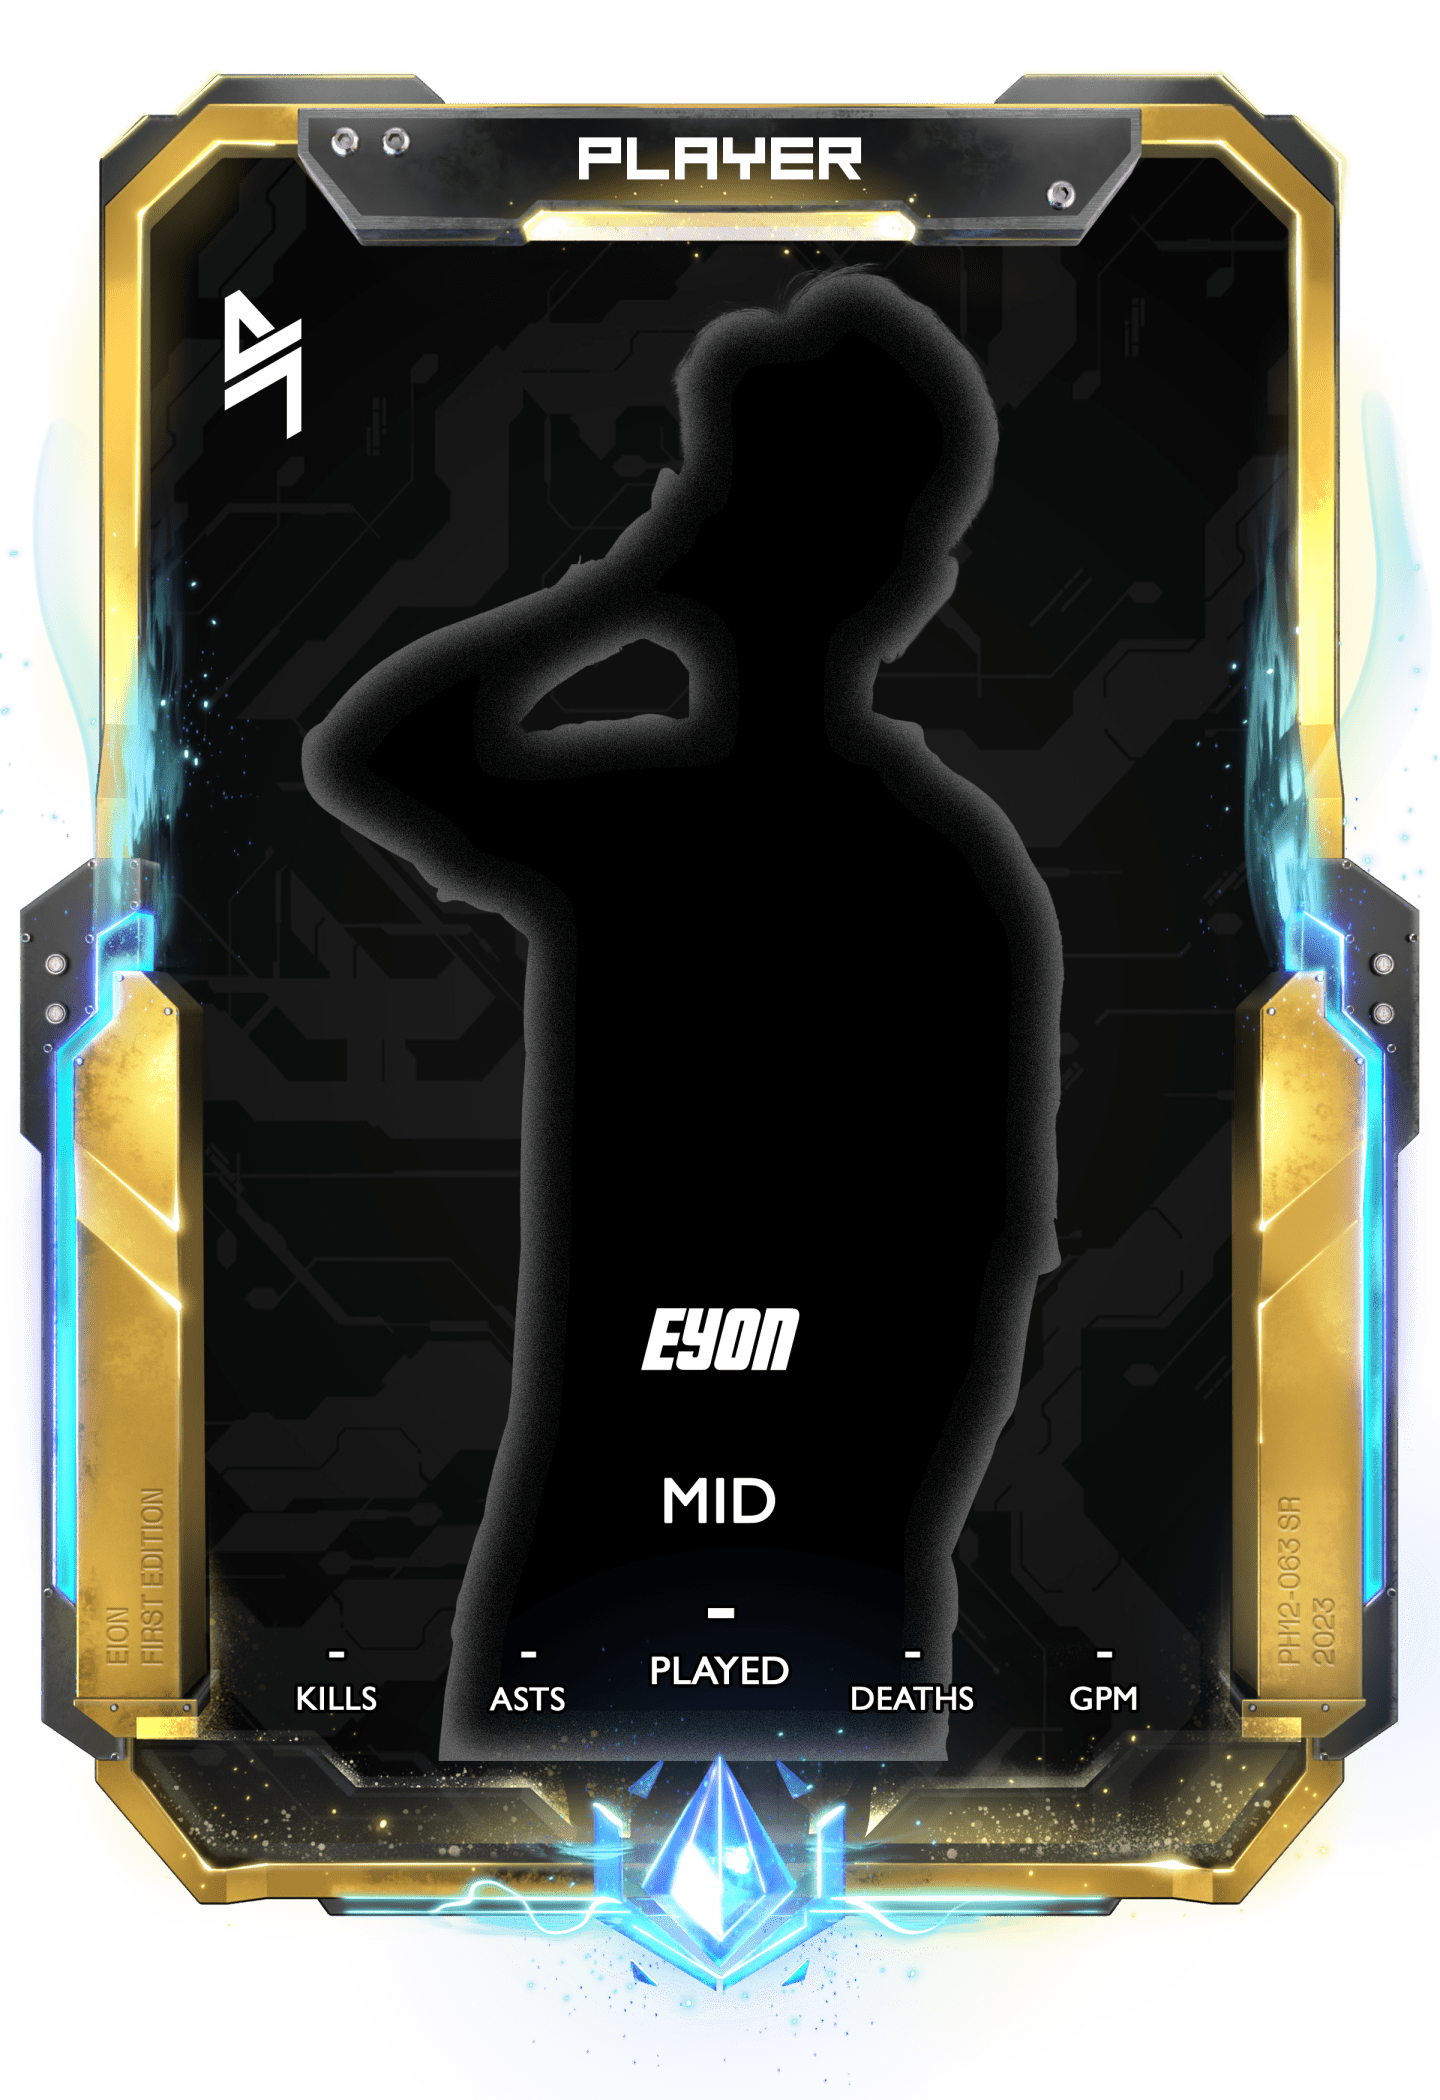 PLAYER
EYON
MID
-
PLAYED
-
KILLS
-
ASTS
-
DEATHS
-
GPM
EION
FIRST EDITION
PH12-063 SR
2023